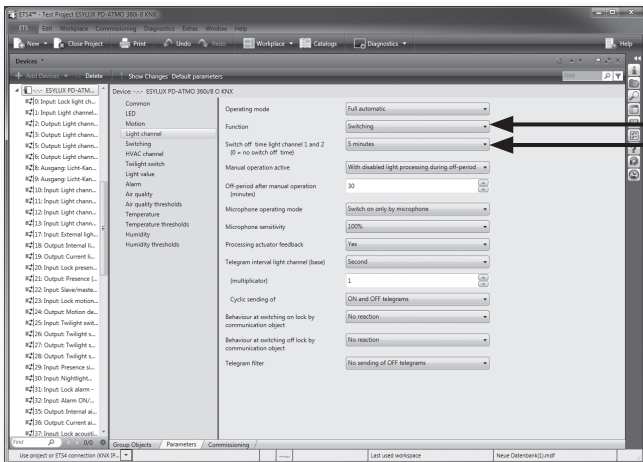 ETS4™ - Test Project ESYLUX PD-ATMO 360i-8 KNX
ETS Edit Workplace Commissioning Diagnostics Extras Window Help
New Close Project Print Undo Redo Workplace Catalogs Diagnostics Help
Devices
Add Devices Delete Show Changes Default parameters Find
-.-.- ESYLUX PD-ATM...
0: Input: Lock light ch...
1: Input: Light channel...
2: Output: Light chann...
3: Output: Light chann...
5: Output: Light chann...
6: Output: Light chann...
8: Ausgang: Licht-Kan...
9: Ausgang: Licht-Kan...
10: Input: Light chann...
11: Input: Light chann...
12: Input: Light chann...
13: Input: Light chann...
17: Input: External ligh...
18: Output: Internal li...
19: Output: Current li...
20: Input: Lock presen...
21: Output: Presence (...
22: Input: Slave/maste...
23: Input: Lock motion...
24: Output: Motion de...
25: Input: Twilight swit...
26: Output: Twilight s...
27: Output: Twilight s...
28: Output: Twilight s...
29: Input: Presence si...
30: Input: Nightlight...
31: Input: Lock alarm -
32: Input: Alarm ON/...
35: Output: Internal ai...
36: Output: Current ai...
37: Input: Lock acousti...
Find 0/0
Device: -.-.- ESYLUX PD-ATMO 360i/8 O KNX
Common
LED
Motion
Light channel
Switching
HVAC channel
Twilight switch
Light value
Alarm
Air quality
Air quality thresholds
Temperature
Temperature thresholds
Humidity
Humidity thresholds
Operating mode Full automatic
Function Switching
Switch off time light channel 1 and 2 5 minutes
(0 = no switch off time)
Manual operation active With disabled light processing during off-period
Off-period after manual operation 30
(minutes)
Microphone operating mode Switch on only by microphone
Microphone sensitivity 100%
Processing actuator feedback Yes
Telegram interval light channel (base) Second
(multiplicator) 1
Cyclic sending of ON and OFF telegrams
Behaviour at switching on lock by No reaction
communication object
Behaviour at switching off lock by No reaction
communication object
Telegram filter No sending of OFF telegrams
Group Objects Parameters Commissioning
Use project or ETS4 connection (KNX IP... -.-.- Last used workspace Neue Datenbank(1).mdf